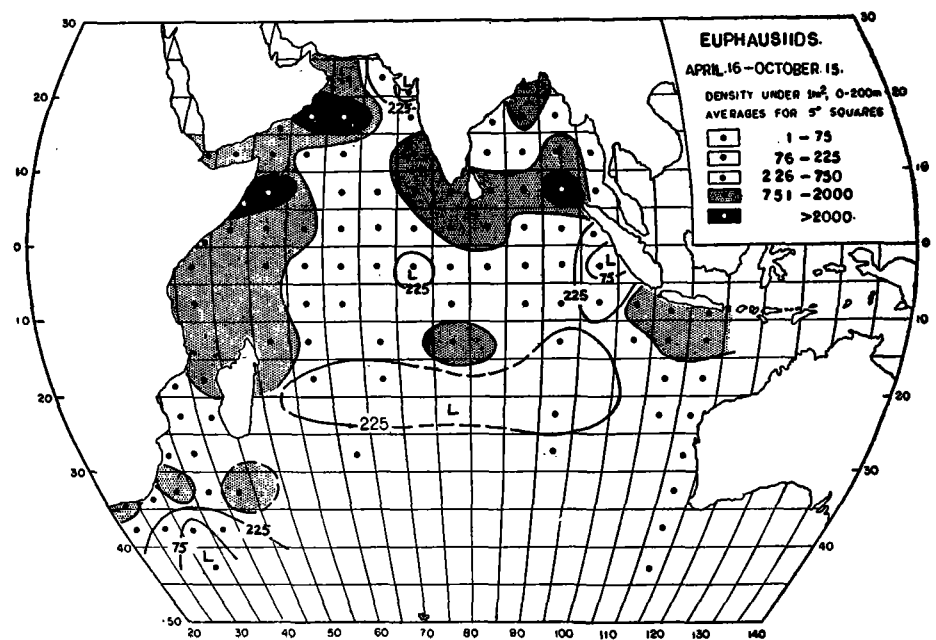 30
30
EUPHAUSIIDS.
APRIL.16-OCTOBER.15.
DENSITY UNDER 1m², 0-200m
AVERAGES FOR 5° SQUARES
1-75
76-225
226-750
751-2000
>2000.
20
20
L
225
10
10
0
0
L
225
L
75
225
10
10
20
20
L
225
30
30
225
75
L
40
40
50
20 30 40 50 60 70 80 90 100 110 120 130 140